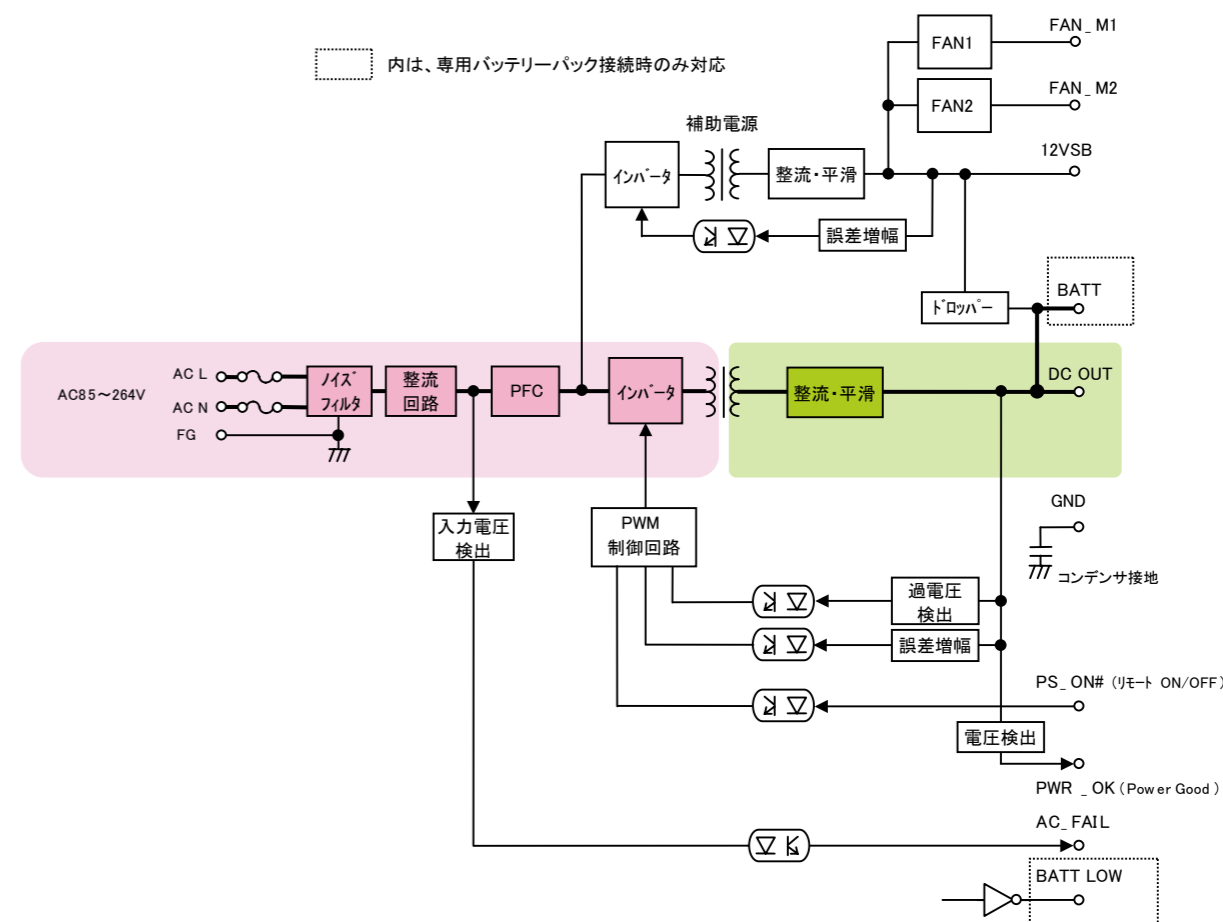 内は、専用バッテリーパック接続時のみ対応
FAN1
FAN_M1
FAN2
FAN_M2
補助電源
インバータ
整流・平滑
12VSB
誤差増幅
ドロッパー
BATT
AC85～264V
AC L
AC N
FG
ノイズ
フィルタ
整流
回路
PFC
インバータ
整流・平滑
DC OUT
入力電圧
検出
PWM
制御回路
GND
コンデンサ接地
過電圧
検出
誤差増幅
PS_ON# (リモート ON/OFF)
電圧検出
PWR _OK (Power Good )
AC_FAIL
BATT LOW